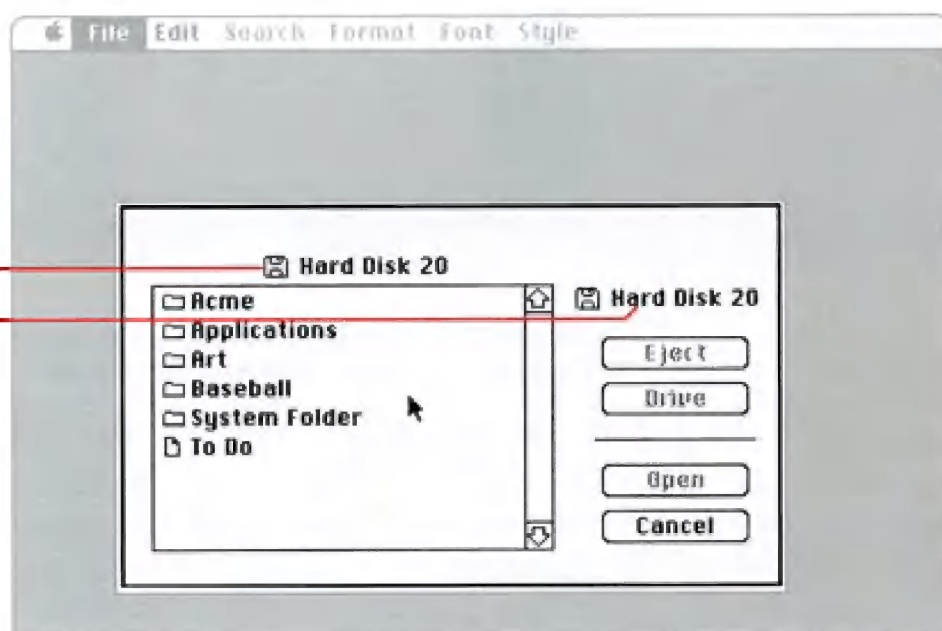 File Edit Search Format Font Style
Hard Disk 20
Acme
Applications
Art
Baseball
System Folder
To Do
Hard Disk 20
Eject
Drive
Open
Cancel